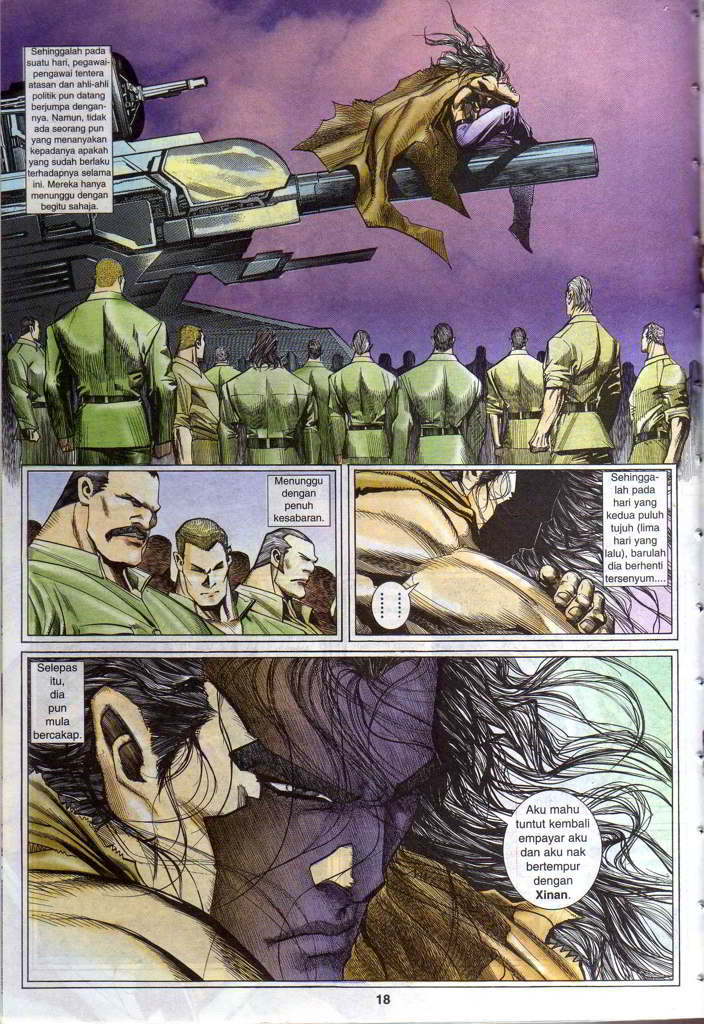 Sehinggalah pada
suatu hari, pegawai-
pengawai tentera
atasan dan ahli-ahli
politik pun datang
berjumpa dengan-
nya. Namun, tidak
ada seorang pun
yang menanyakan
kepadanya apakah
yang sudah berlaku
terhadapnya selama
ini. Mereka hanya
menunggu dengan
begitu sahaja.
Menunggu
dengan
penuh
kesabaran.
Sehingga-
lah pada
hari yang
kedua puluh
tujuh (lima
hari yang
lalu), barulah
dia berhenti
tersenyum....
Selepas
itu,
dia
pun
mula
bercakap.
Aku mahu
tuntut kembali
empayar aku
dan aku nak
bertempur
dengan
Xinan.
18